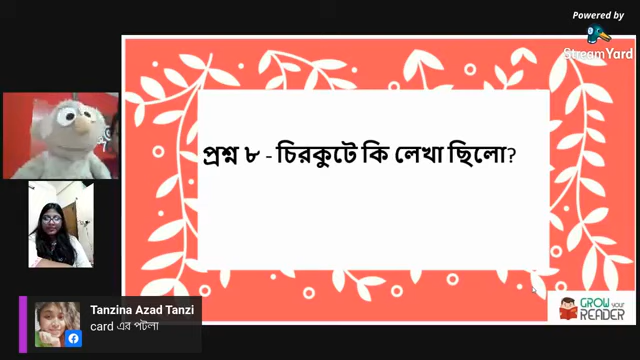 Powered by
StreamYard
প্রশ্ন ৮ - চিরকুটে কি লেখা ছিলো?
GROW your
READER
Tanzina Azad Tanzi
card এর পটলা